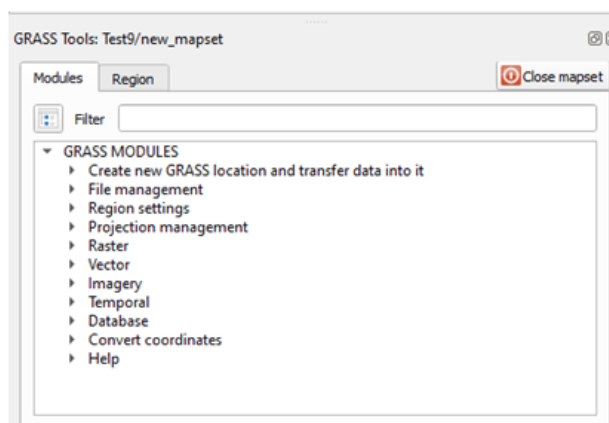 GRASS Tools: Test9/new_mapset
Modules Region Close mapset
Filter
GRASS MODULES
Create new GRASS location and transfer data into it
File management
Region settings
Projection management
Raster
Vector
Imagery
Temporal
Database
Convert coordinates
Help